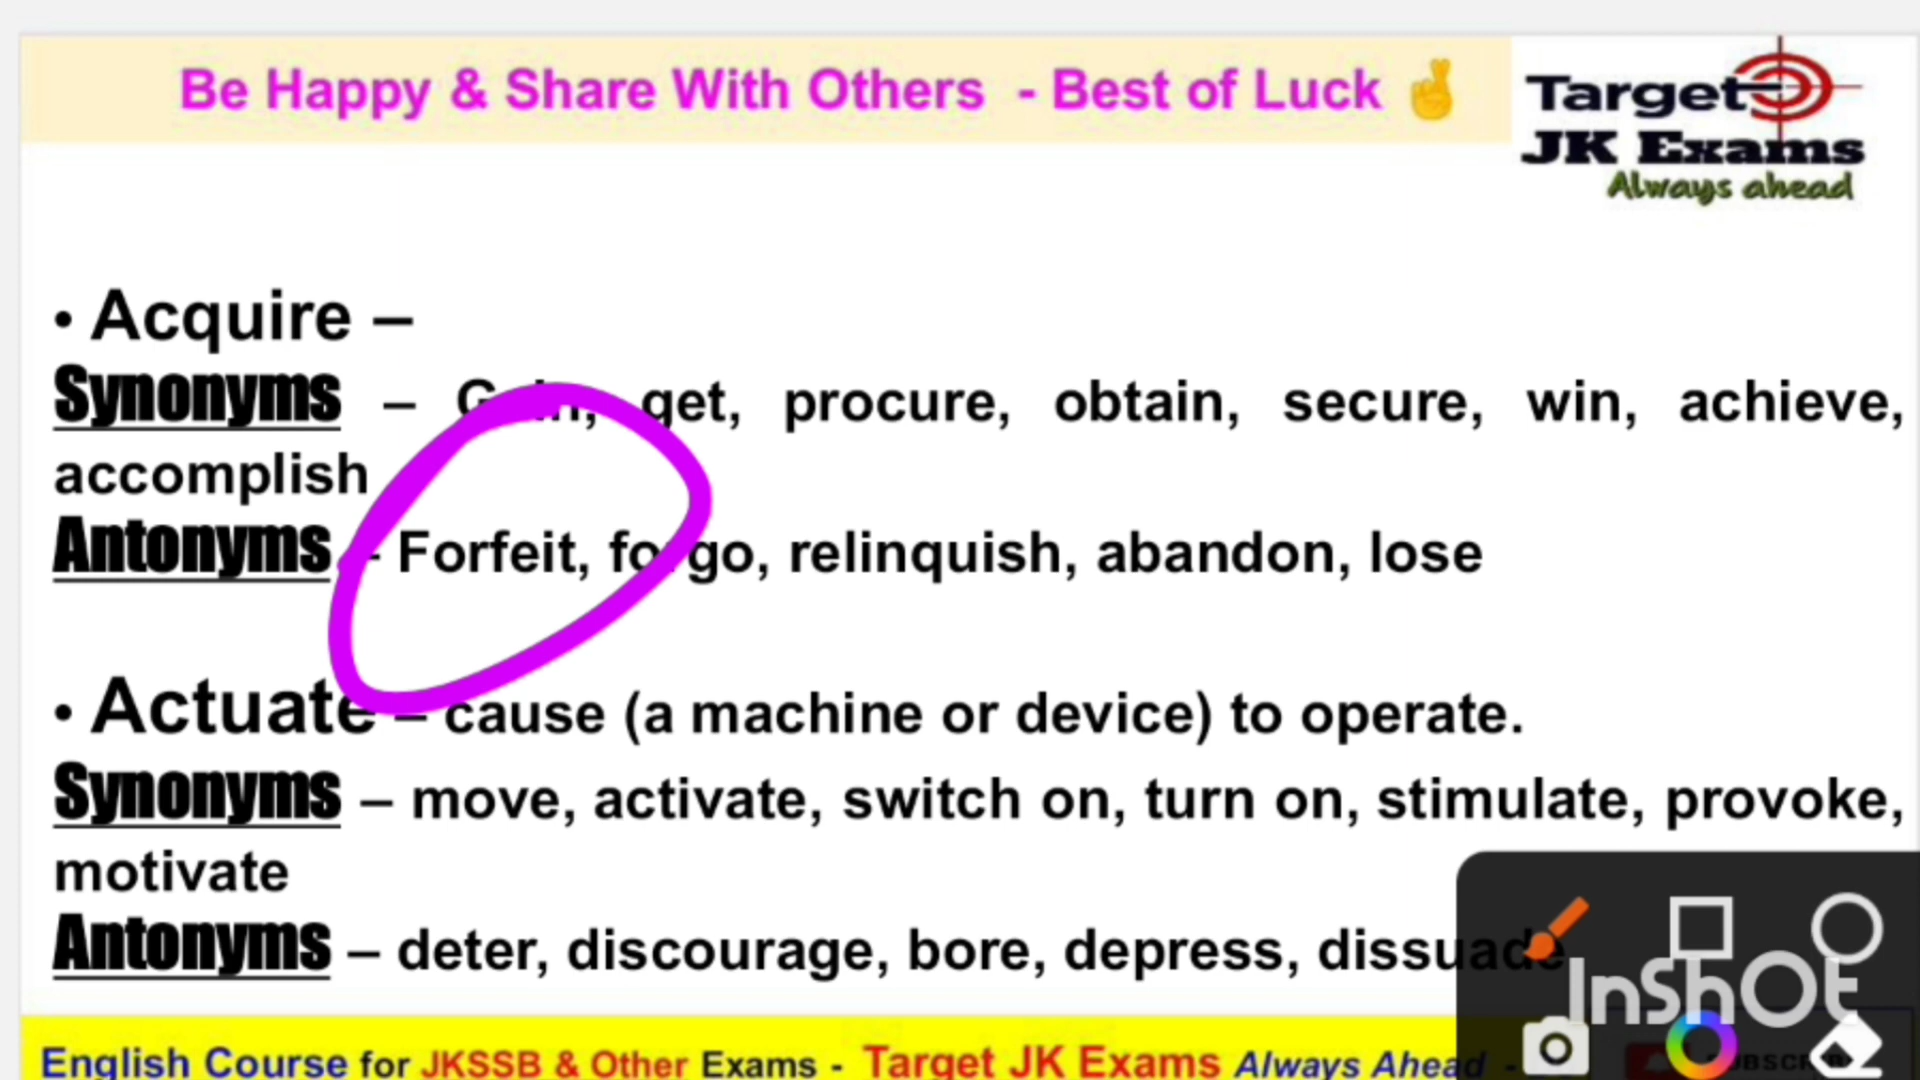 Be Happy & Share With Others - Best of Luck
Target
JK Exams
Always ahead
• Acquire –
Synonyms – Gain, get, procure, obtain, secure, win, achieve,
accomplish
Antonyms – Forfeit, forgo, relinquish, abandon, lose
• Actuate – cause (a machine or device) to operate.
Synonyms – move, activate, switch on, turn on, stimulate, provoke,
motivate
Antonyms – deter, discourage, bore, depress, dissuade
InShOt
English Course for JKSSB & Other Exams - Target JK Exams Always Ahead -